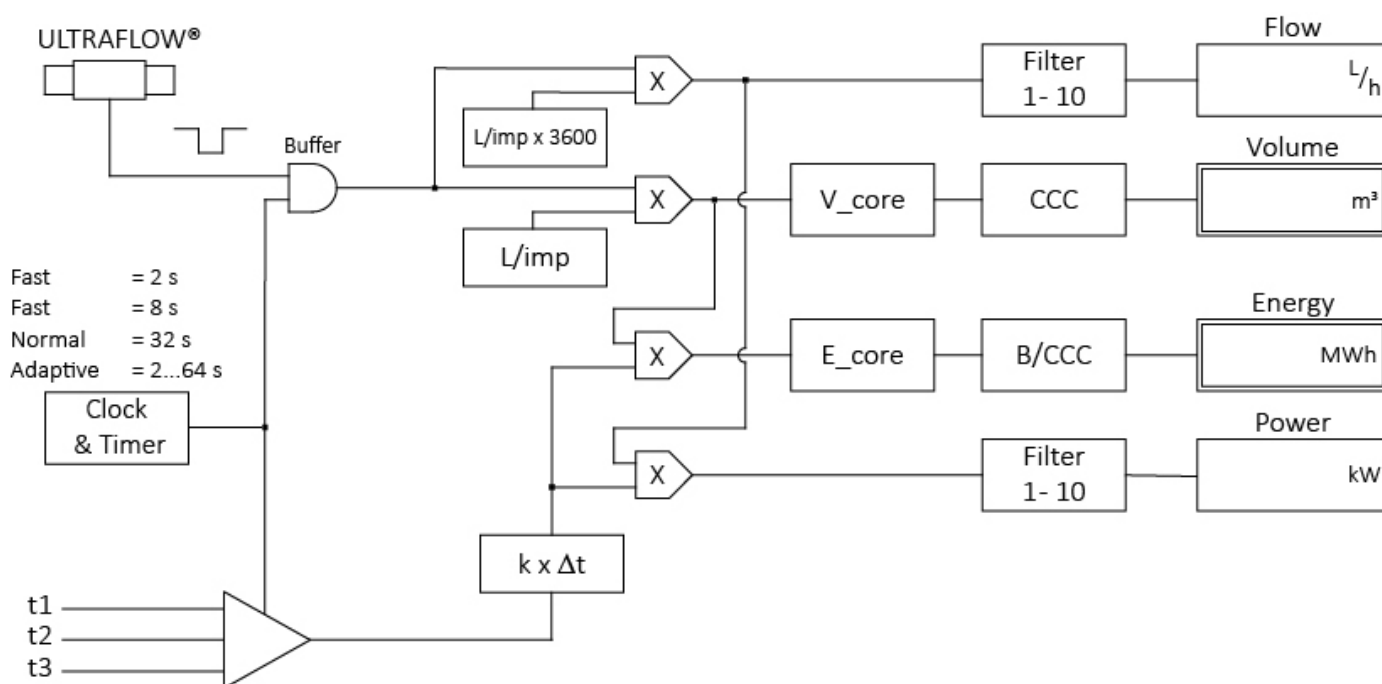 ULTRAFLOW®
Buffer
Fast = 2 s
Fast = 8 s
Normal = 32 s
Adaptive = 2...64 s
Clock
& Timer
t1
t2
t3
X
L/imp x 3600
X
L/imp
X
X
k x Δt
Filter
1- 10
Flow
L/h
V_core
CCC
Volume
m³
E_core
B/CCC
Energy
MWh
Filter
1- 10
Power
kW